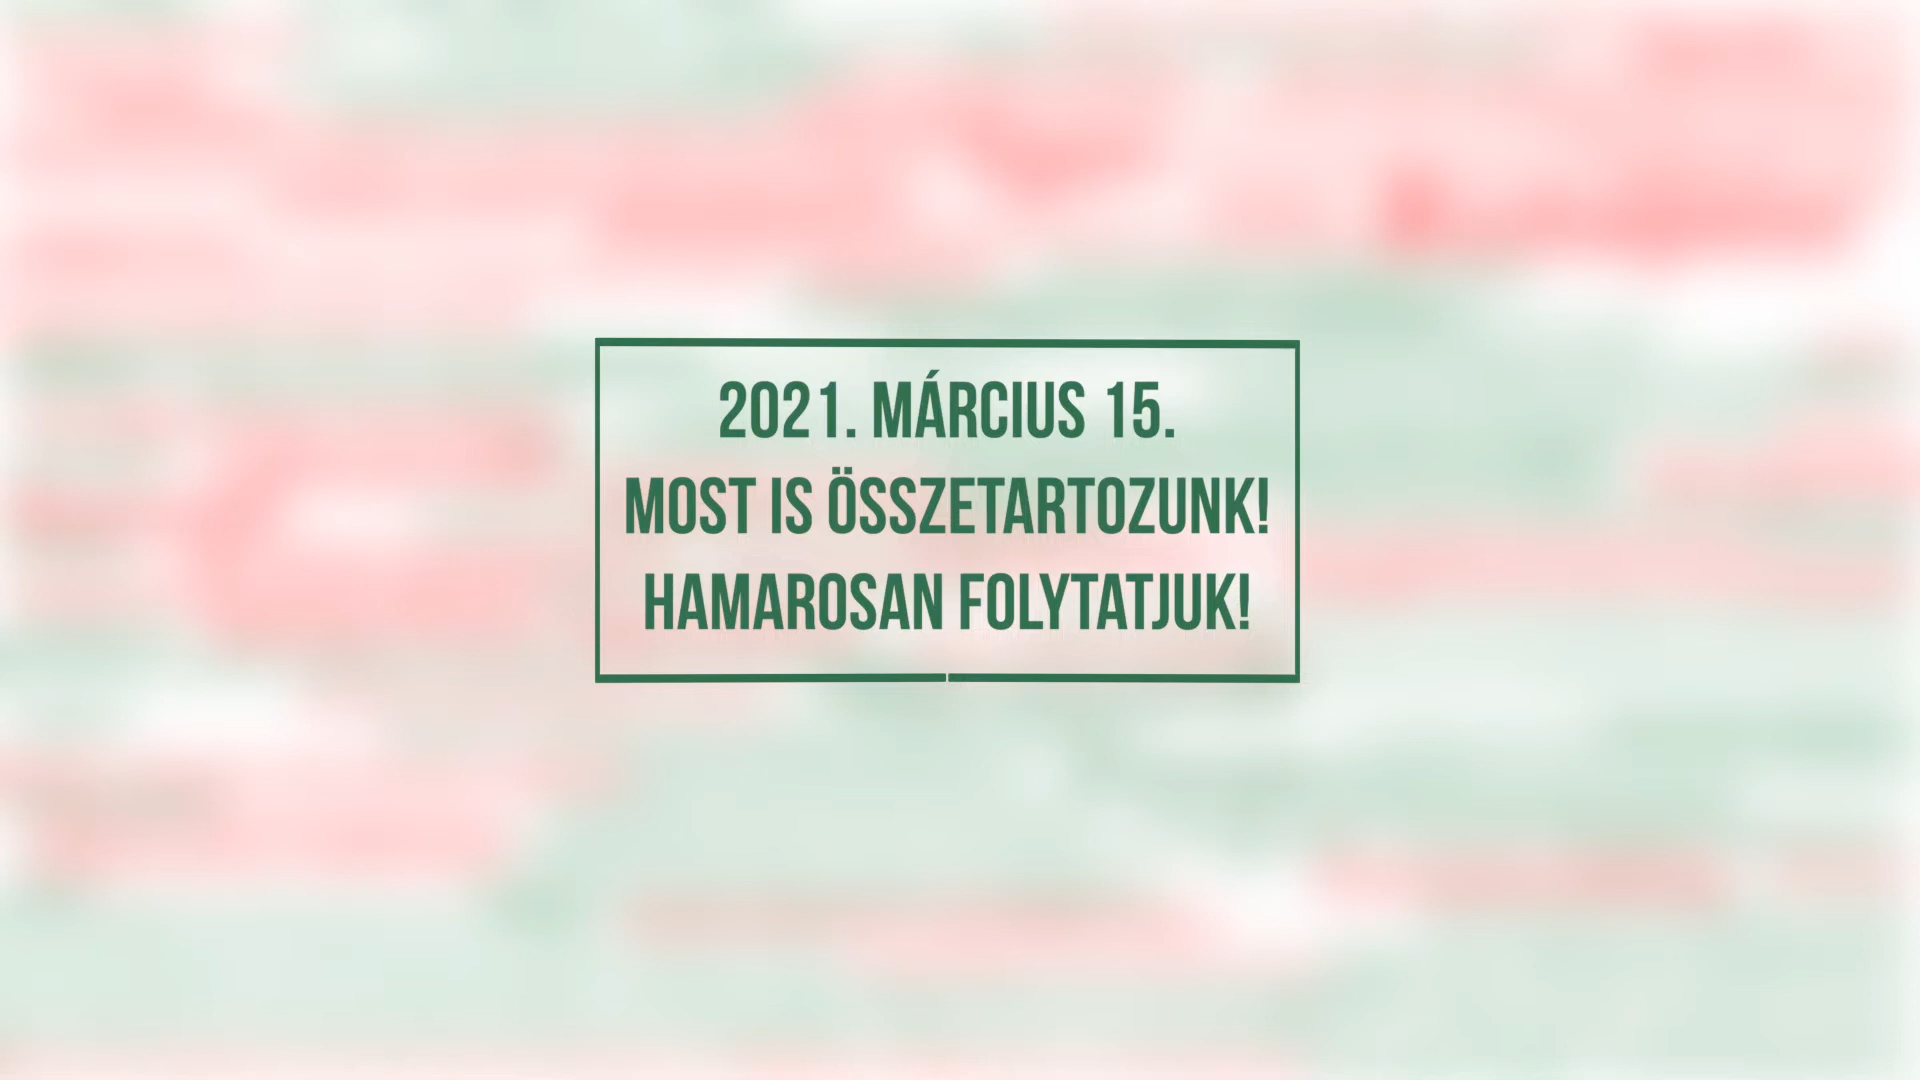 2021. MÁRCIUS 15.
MOST IS ÖSSZETARTOZUNK!
HAMAROSAN FOLYTATJUK!